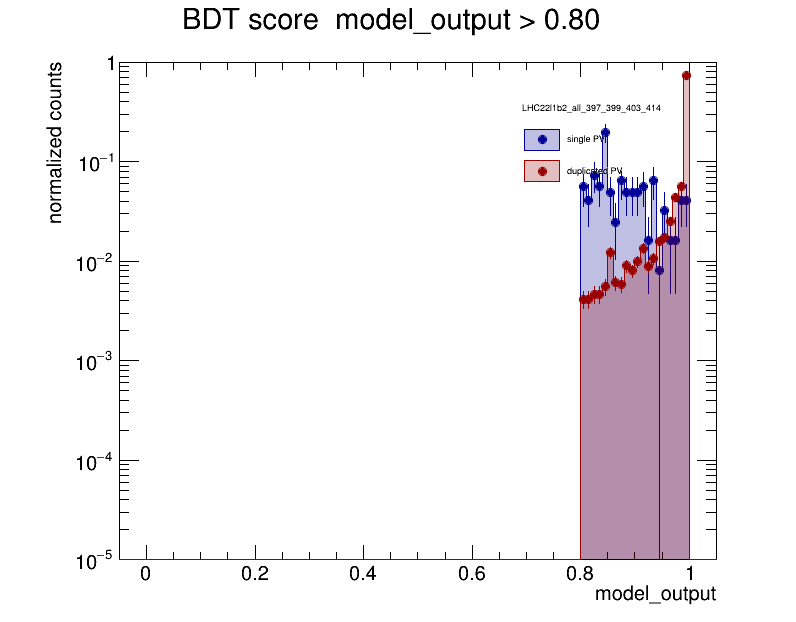 BDT score  model_output > 0.80
normalized counts
1
10−1
10−2
10−3
10−4
10−5
LHC22l1b2_all_397_399_403_414
single PV
duplicated PV
0 0.2 0.4 0.6 0.8 1
model_output